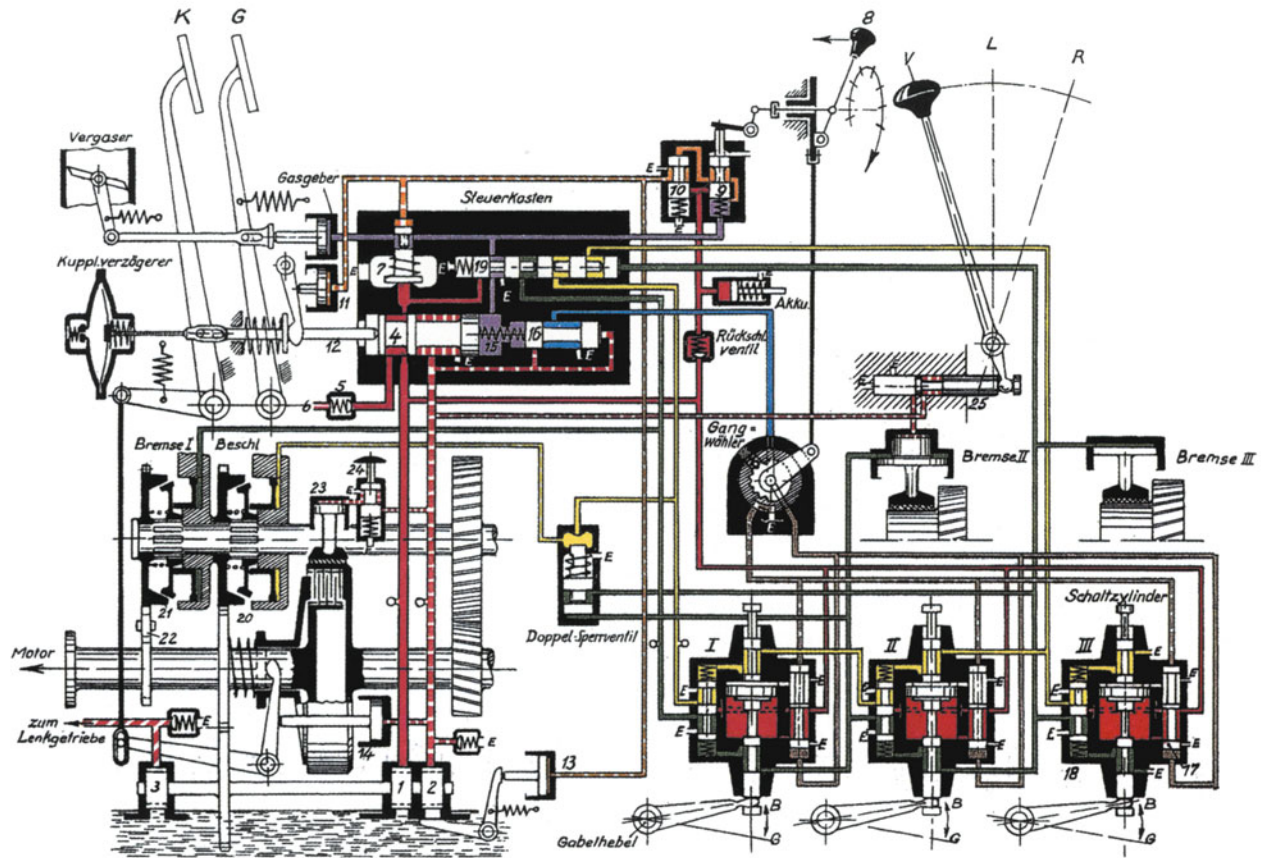 K G
8
V L R
Vergaser
Gasgeber
Steuerkasten
E 10 9
E
7 E 19
E
Kuppl.verzögerer
11
12
4 15 16
E E
E
Akku.
Rückschl.
ventil
5
6
25
Gang =
wähler
E
Bremse I Beschl
24
E
23
Bremse II
Bremse III
E
21
20
22
Doppel-Sperrventil
Schaltzylinder
I II III
Motor
E E E E E E
zum
Lenkgetriebe
E
14
E
E E E E
18 17
E
13
3 1 2
B B B
G G G
Gabelhebel